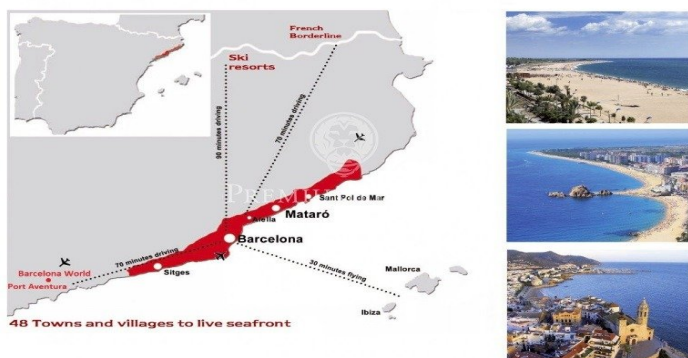 French
Borderline
Ski
resorts
90 minutes driving
70 minutes driving
Sant Pol de Mar
Mataró
Alella
Barcelona
70 minutes driving
30 minutes flying
Barcelona World
Port Aventura
Sitges
Mallorca
Ibiza
48 Towns and villages to live seafront